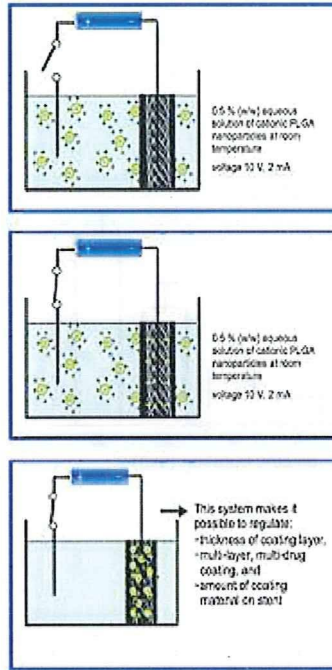 0.5 % (w/w) aqueous
solution of cationic PLGA
nanoparticles at room
temperature
voltage 10 V, 2 mA
0.5 % (w/w) aqueous
solution of cationic PLGA
nanoparticles at room
temperature
voltage 10 V, 2 mA
This system makes it
possible to regulate:
•thickness of coating layer,
•multi-layer, multi-drug
coating, and
•amount of coating
material on stent